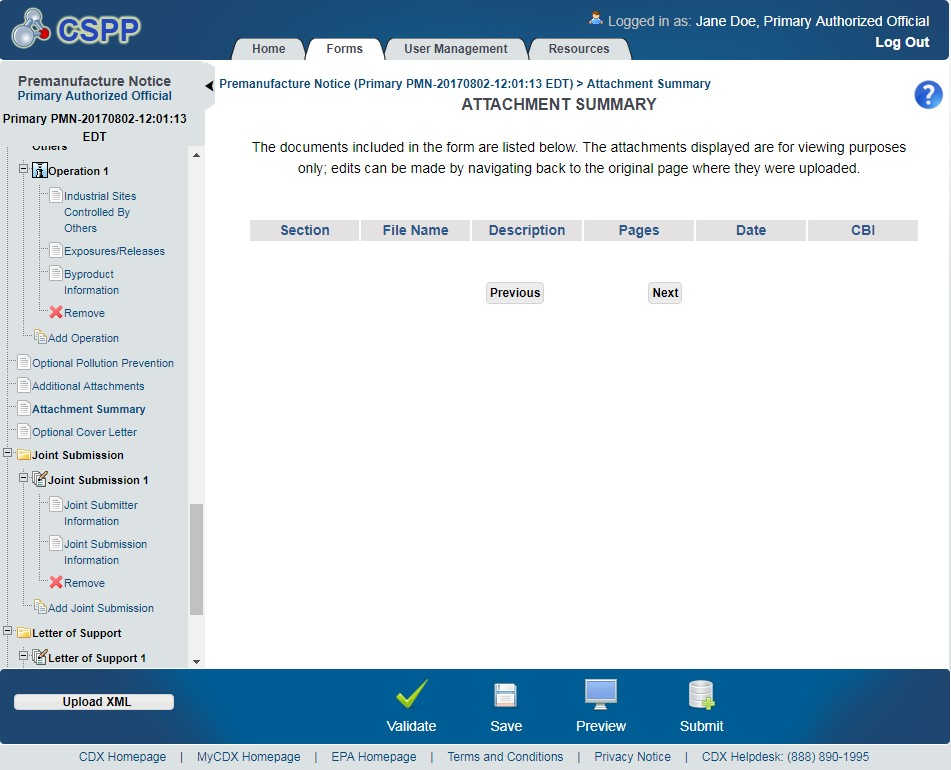 CSPP
Logged in as: Jane Doe, Primary Authorized Official
Log Out
Home Forms User Management Resources
Premanufacture Notice
Primary Authorized Official
Primary PMN-20170802-12:01:13
EDT
Others
Operation 1
Industrial Sites
Controlled By
Others
Exposures/Releases
Byproduct
Information
Remove
Add Operation
Optional Pollution Prevention
Additional Attachments
Attachment Summary
Optional Cover Letter
Joint Submission
Joint Submission 1
Joint Submitter
Information
Joint Submission
Information
Remove
Add Joint Submission
Letter of Support
Letter of Support 1
Premanufacture Notice (Primary PMN-20170802-12:01:13 EDT) > Attachment Summary
ATTACHMENT SUMMARY
?
The documents included in the form are listed below. The attachments displayed are for viewing purposes
only; edits can be made by navigating back to the original page where they were uploaded.
Section File Name Description Pages Date CBI
Previous Next
Upload XML
Validate Save Preview Submit
CDX Homepage | MyCDX Homepage | EPA Homepage | Terms and Conditions | Privacy Notice | CDX Helpdesk: (888) 890-1995